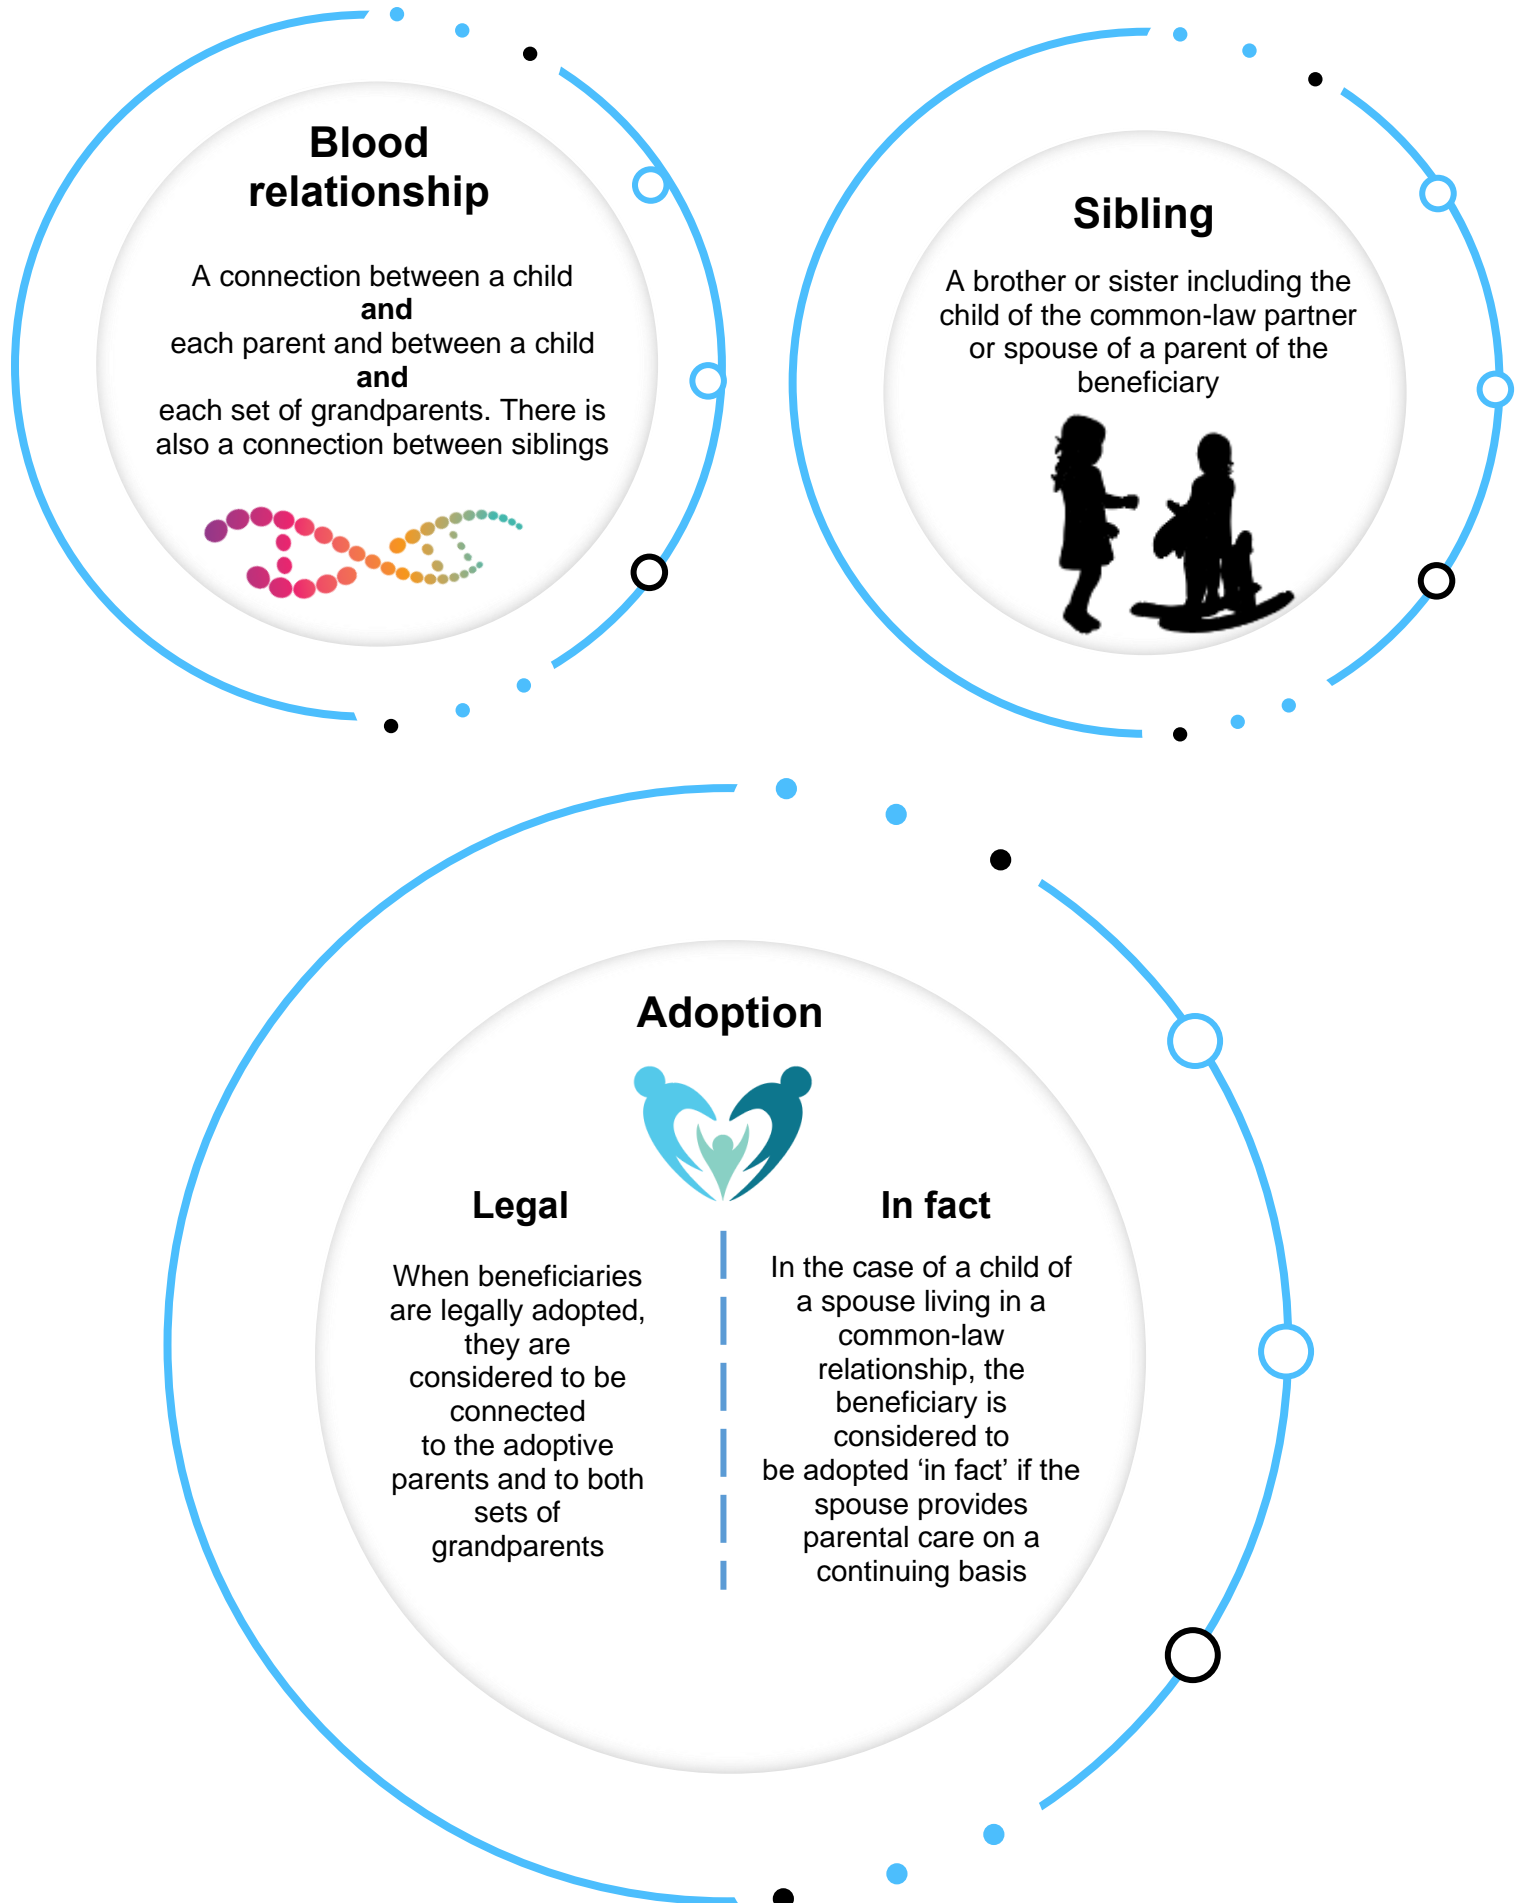 Blood
relationship
A connection between a child
and
each parent and between a child
and
each set of grandparents. There is
also a connection between siblings
Sibling
A brother or sister including the
child of the common-law partner
or spouse of a parent of the
beneficiary
Adoption
Legal
When beneficiaries
are legally adopted,
they are
considered to be
connected
to the adoptive
parents and to both
sets of
grandparents
In fact
In the case of a child of
a spouse living in a
common-law
relationship, the
beneficiary is
considered to
be adopted ‘in fact’ if the
spouse provides
parental care on a
continuing basis